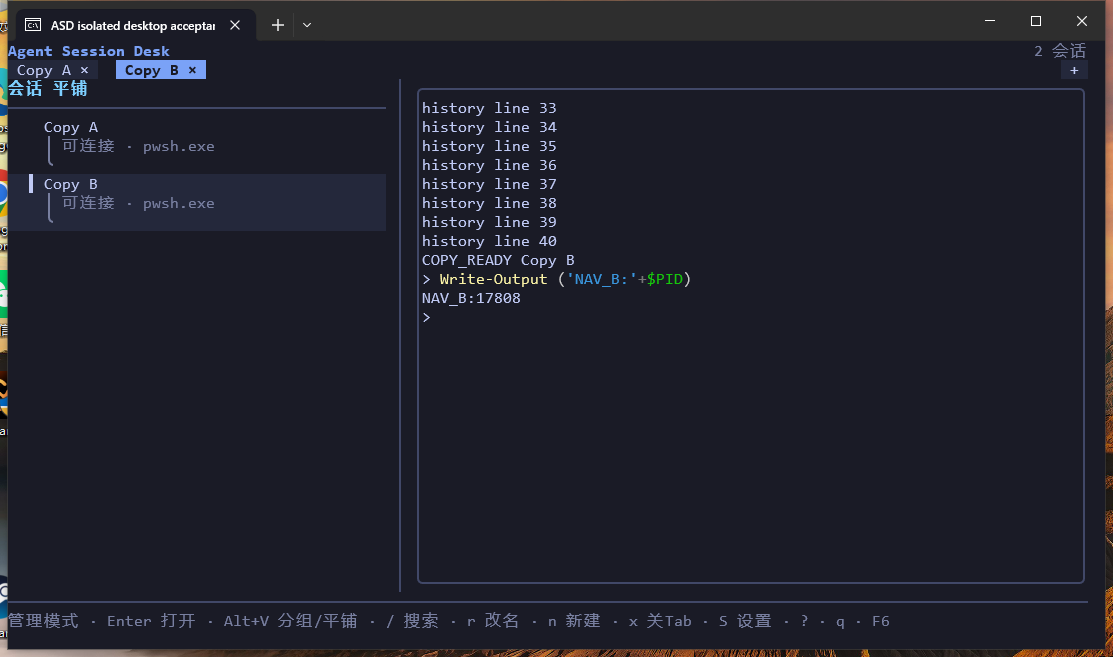 ASD isolated desktop acceptar
Agent Session Desk
2 会话
Copy A × Copy B ×
+
会话 平铺
Copy A
可连接 · pwsh.exe
Copy B
可连接 · pwsh.exe
history line 33
history line 34
history line 35
history line 36
history line 37
history line 38
history line 39
history line 40
COPY_READY Copy B
> Write-Output ('NAV_B:'+$PID)
NAV_B:17808
>
管理模式 · Enter 打开 · Alt+V 分组/平铺 · / 搜索 · r 改名 · n 新建 · x 关Tab · S 设置 · ? · q · F6